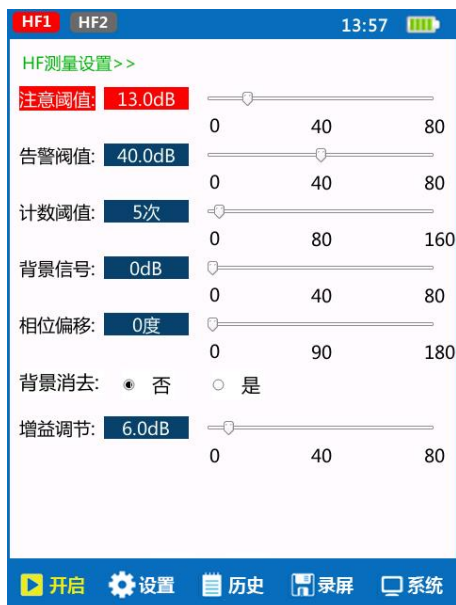 HF1 HF2 13:57
HF测量设置>>
注意阈值: 13.0dB
0 40 80
告警阀值: 40.0dB
0 40 80
计数阈值: 5次
0 80 160
背景信号: 0dB
0 40 80
相位偏移: 0度
0 90 180
背景消去: 否 是
增益调节: 6.0dB
0 40 80
开启 设置 历史 录屏 系统